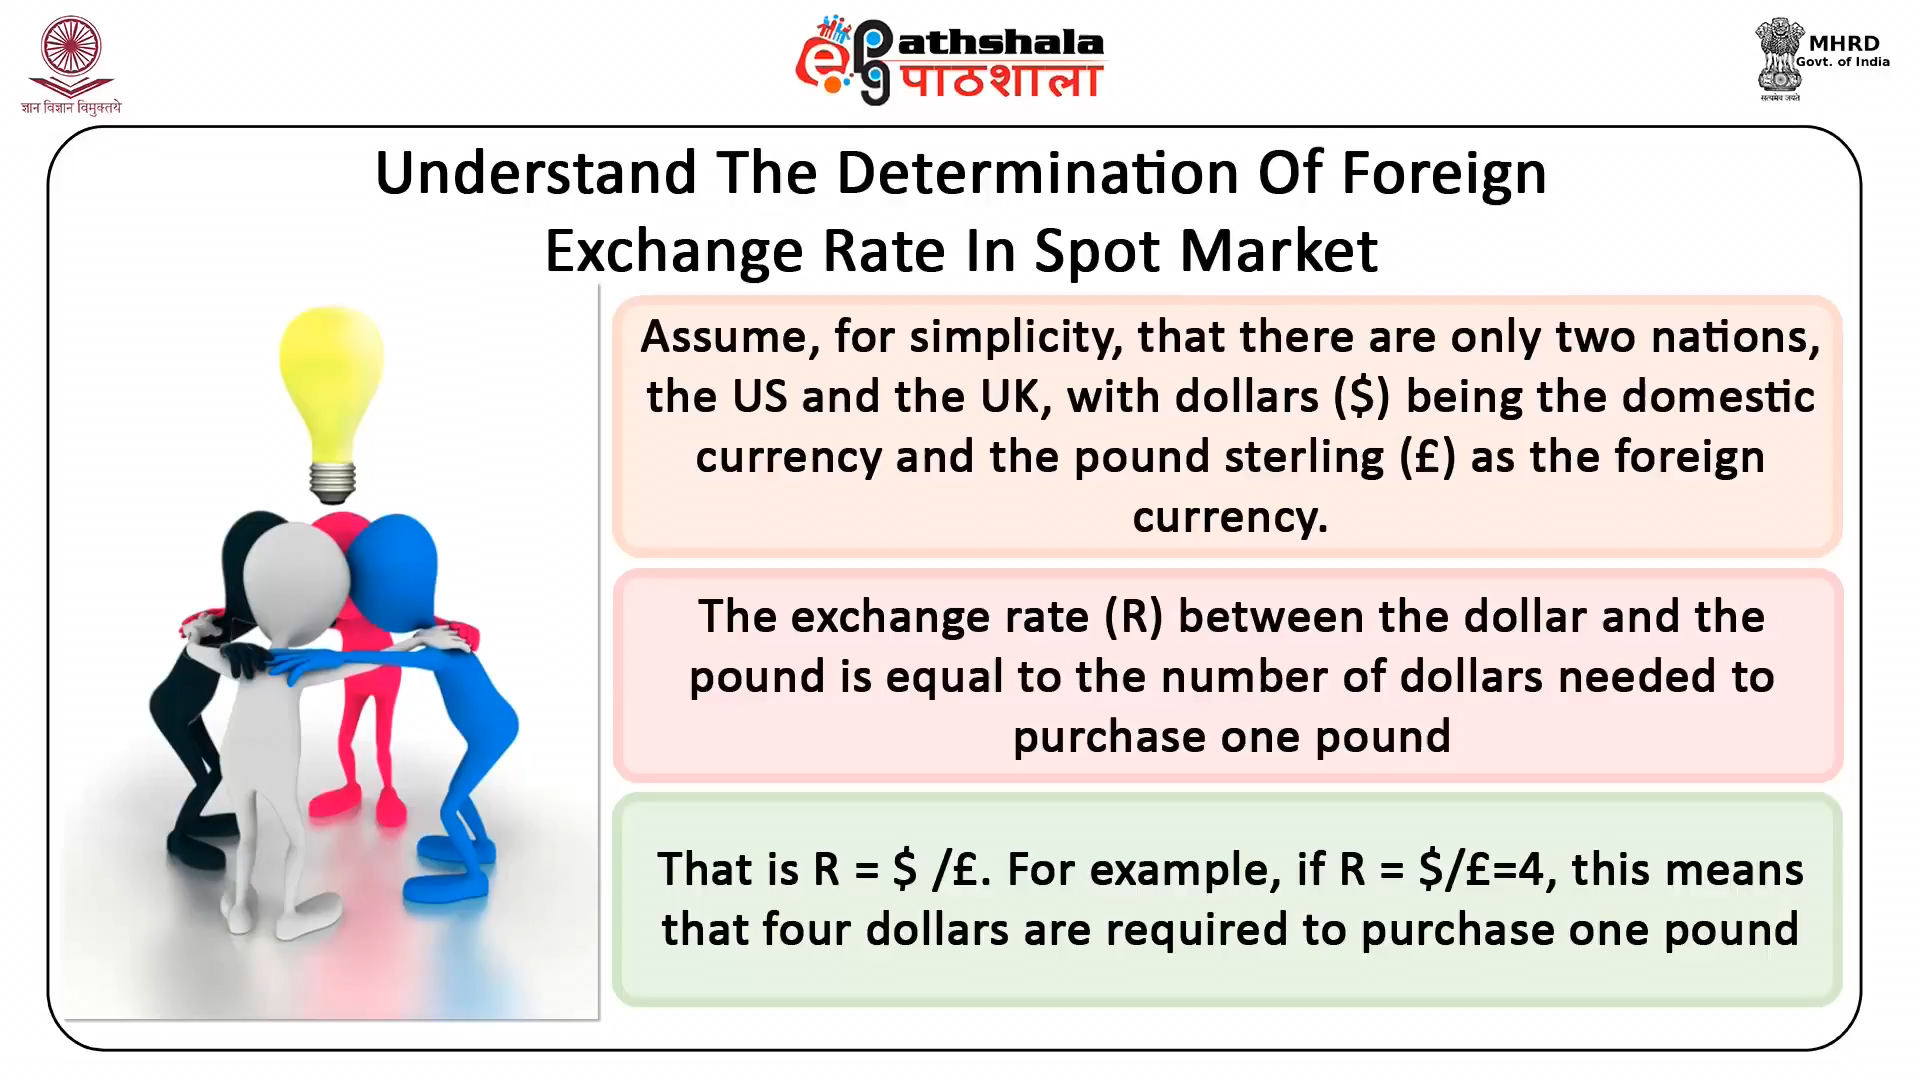 ज्ञान विज्ञान विमुक्तये
ePg Pathshala
पाठशाला
MHRD
Govt. of India
सत्यमेव जयते
Understand The Determination Of Foreign
Exchange Rate In Spot Market
Assume, for simplicity, that there are only two nations,
the US and the UK, with dollars ($) being the domestic
currency and the pound sterling (£) as the foreign
currency.
The exchange rate (R) between the dollar and the
pound is equal to the number of dollars needed to
purchase one pound
That is R = $ /£. For example, if R = $/£=4, this means
that four dollars are required to purchase one pound